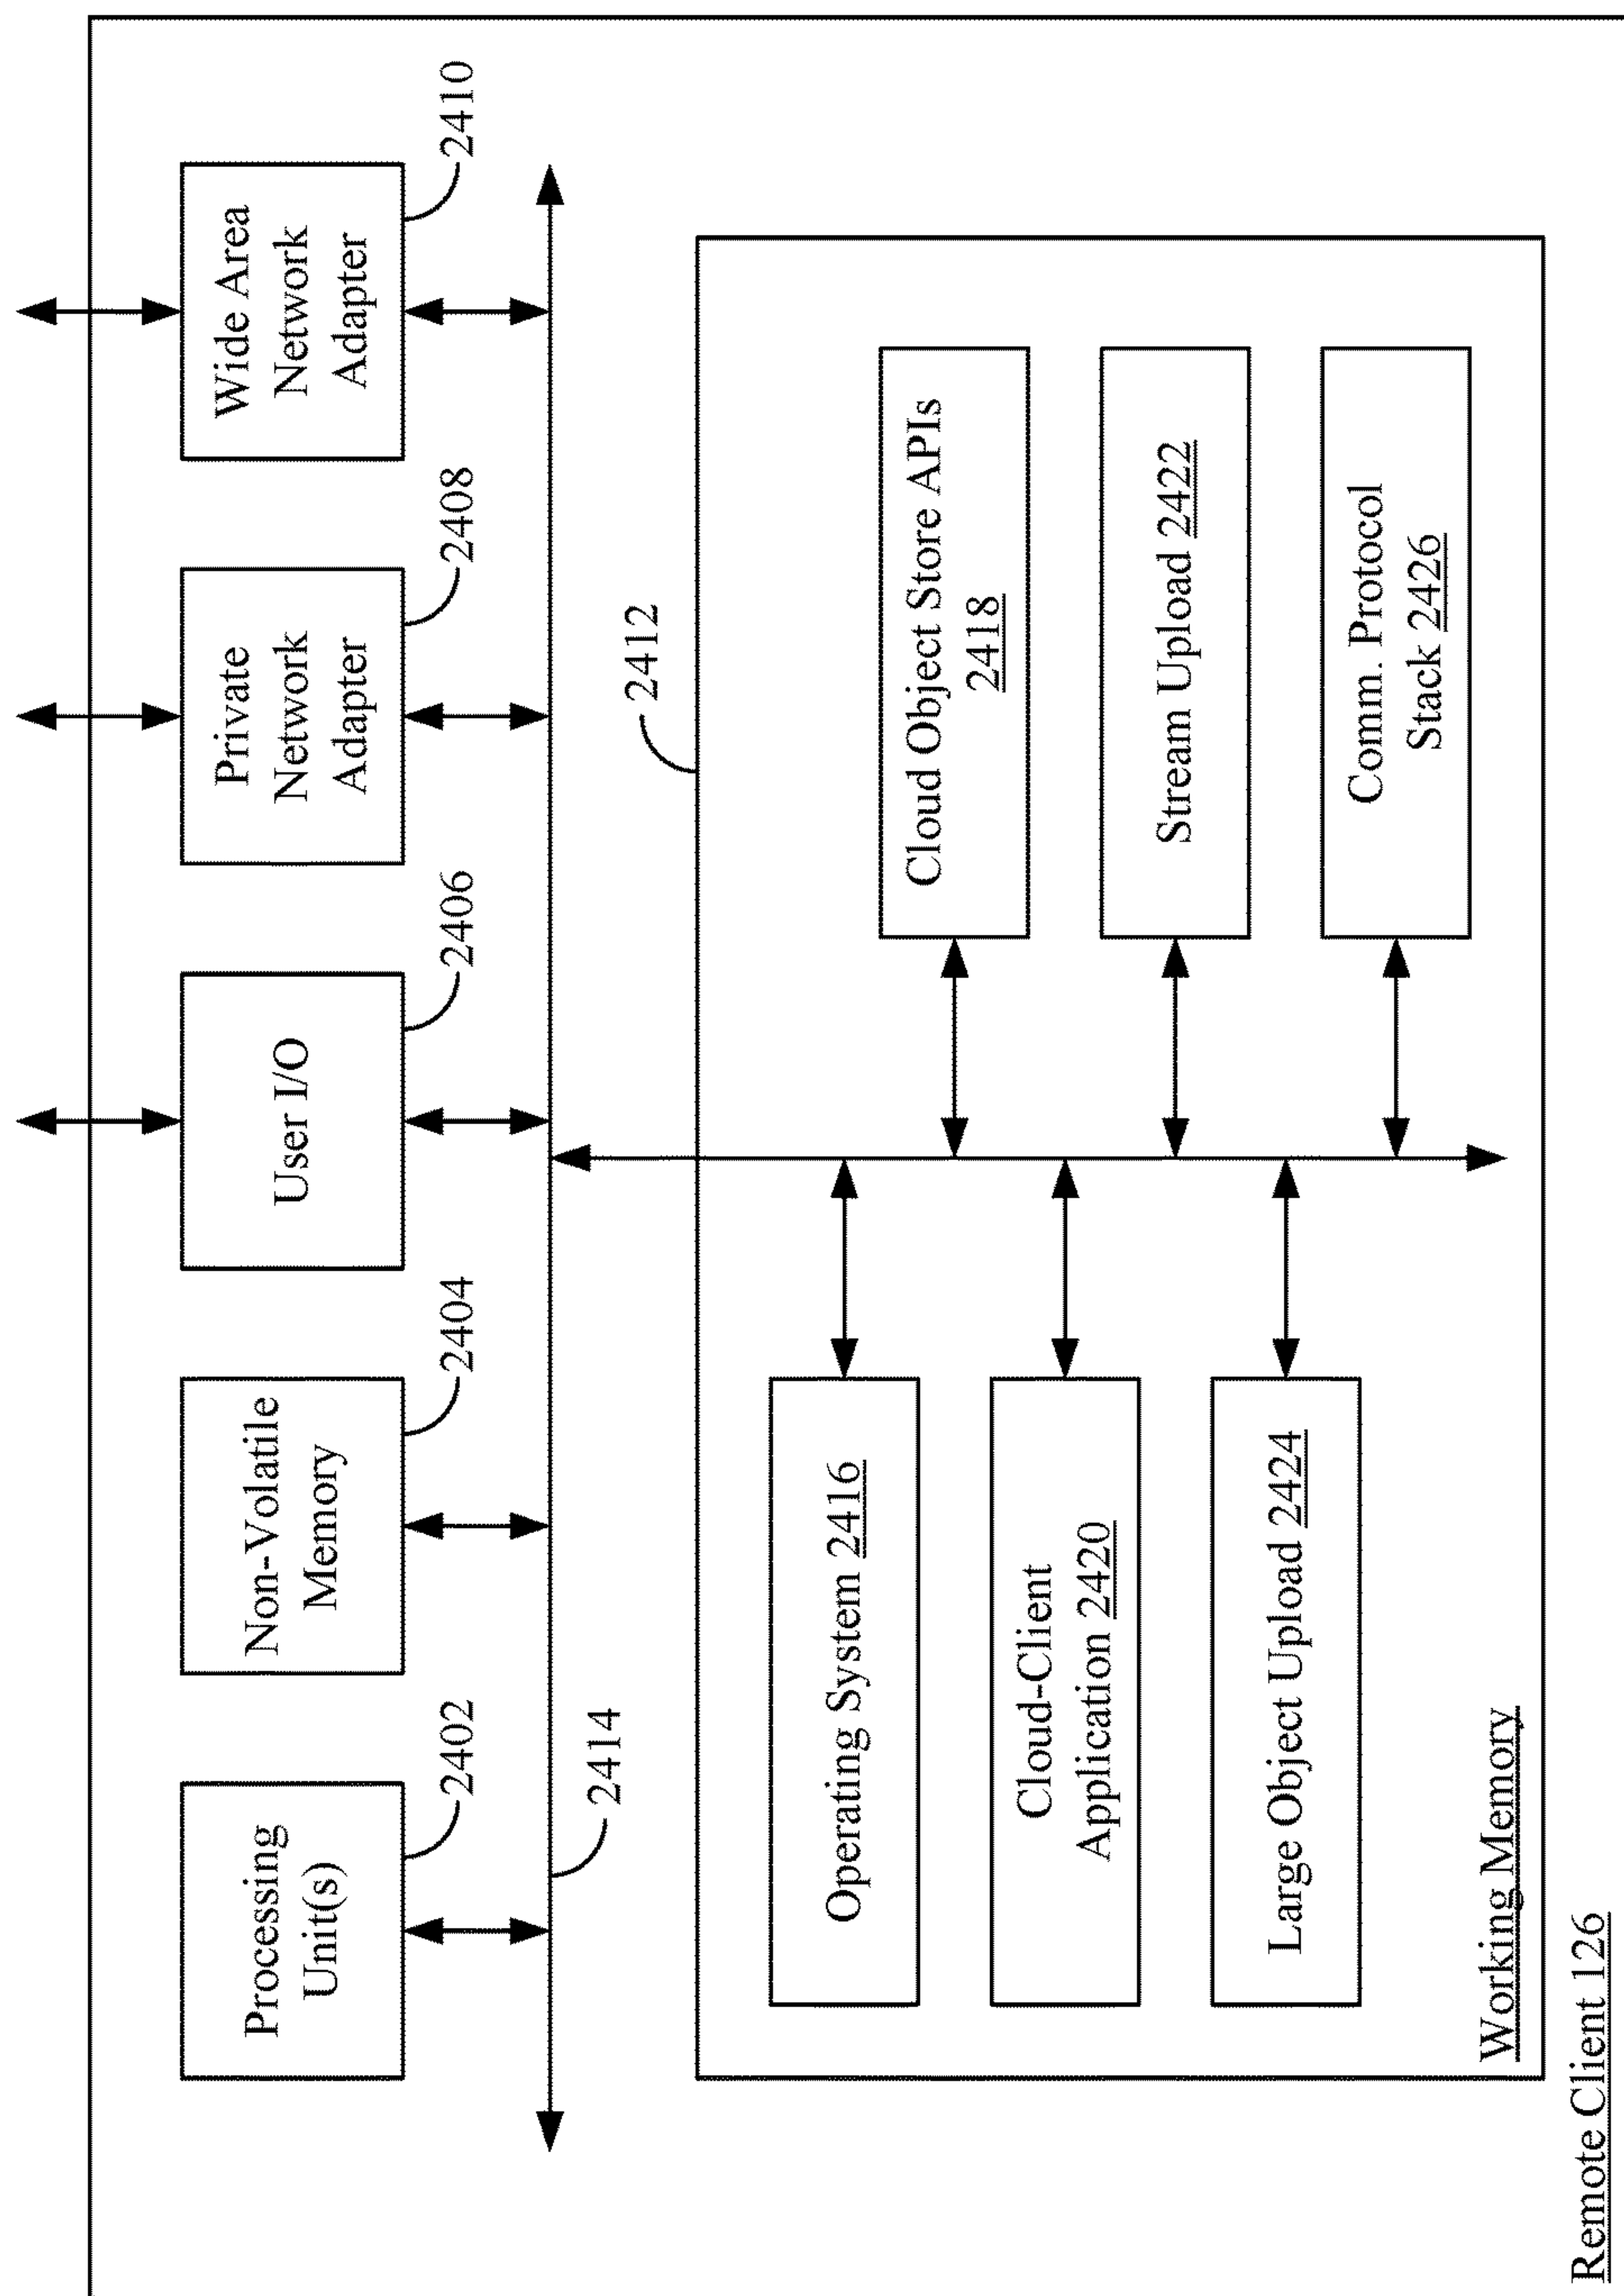 Processing
Unit(s)
2402
Non-Volatile
Memory
2404
User I/O
2406
Private
Network
Adapter
2408
Wide Area
Network
Adapter
2410
2414
2412
Operating System 2416
Cloud Object Store APIs
2418
Cloud-Client
Application 2420
Stream Upload 2422
Large Object Upload 2424
Comm. Protocol
Stack 2426
Working Memory
Remote Client 126